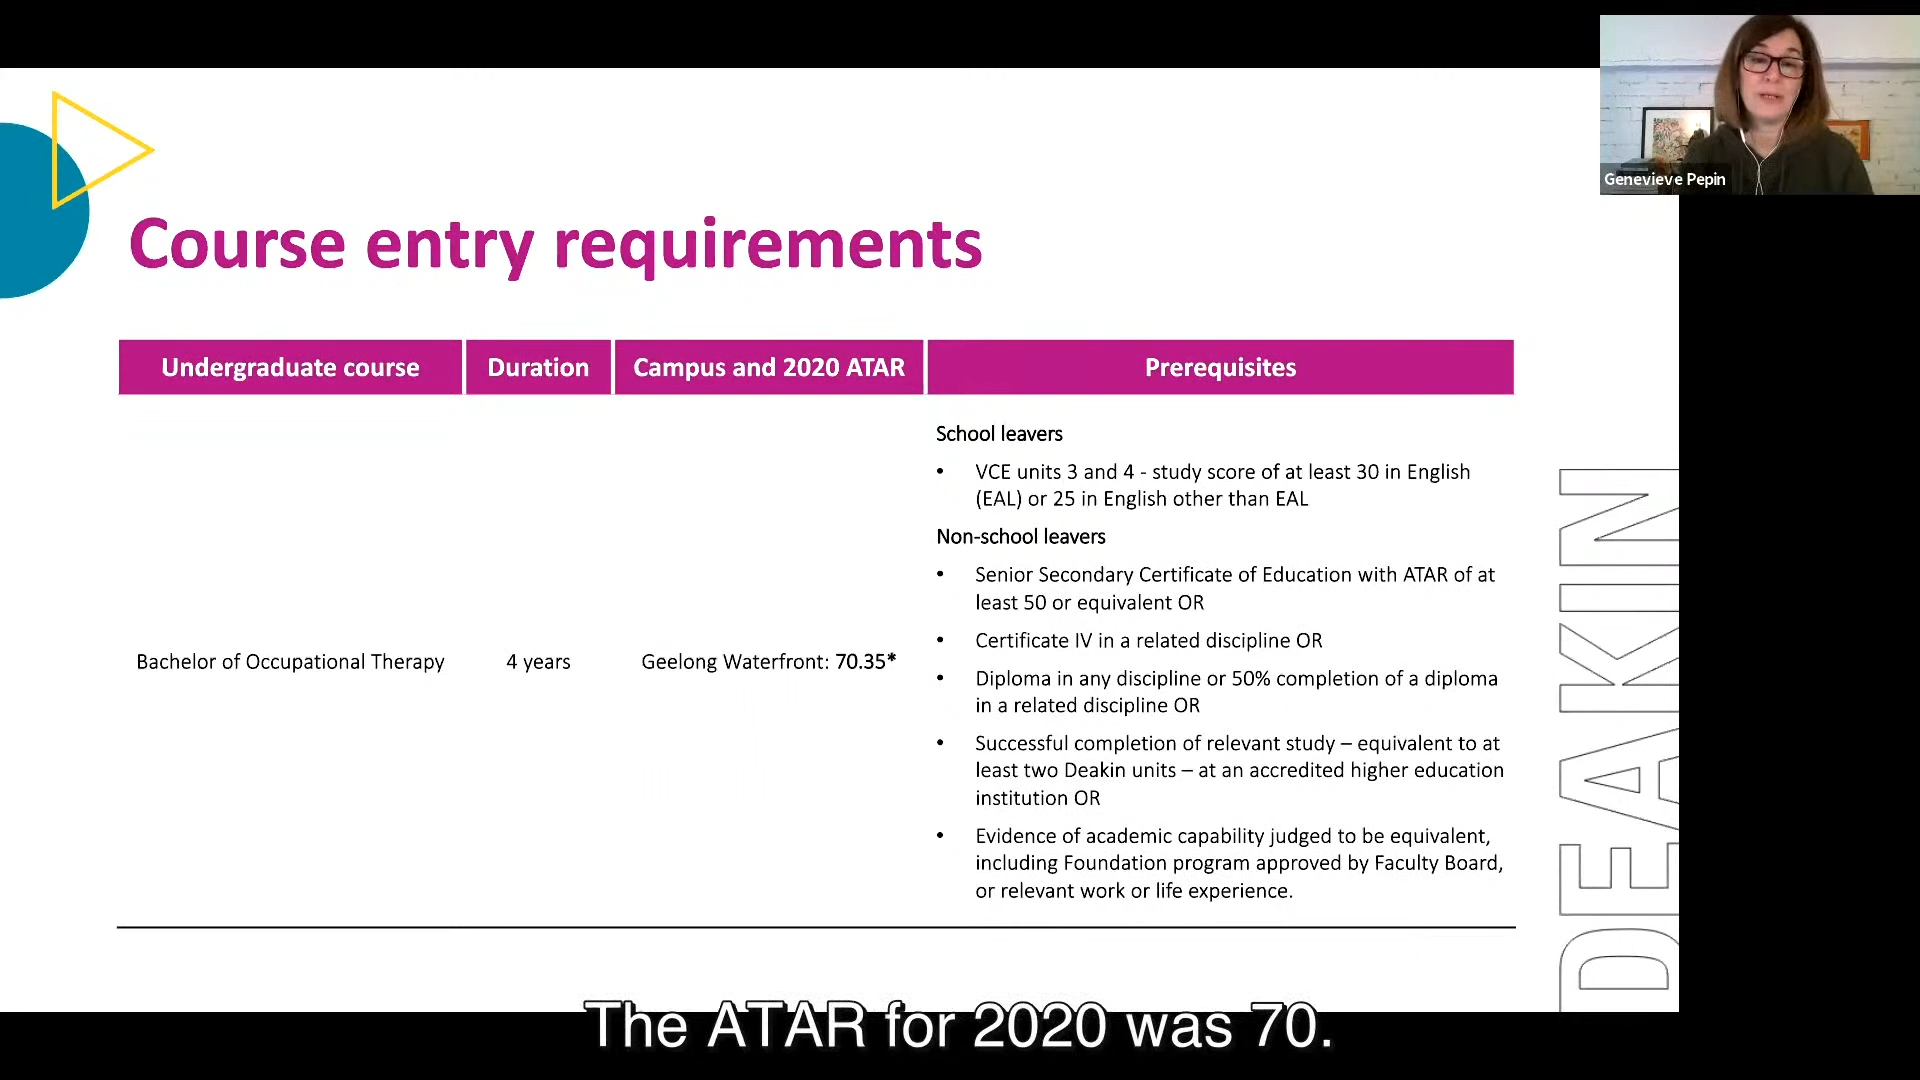 Genevieve Pepin
Course entry requirements
Undergraduate course
Duration
Campus and 2020 ATAR
Prerequisites
Bachelor of Occupational Therapy
4 years
Geelong Waterfront: 70.35*
School leavers
• VCE units 3 and 4 - study score of at least 30 in English
(EAL) or 25 in English other than EAL
Non-school leavers
• Senior Secondary Certificate of Education with ATAR of at
least 50 or equivalent OR
• Certificate IV in a related discipline OR
• Diploma in any discipline or 50% completion of a diploma
in a related discipline OR
• Successful completion of relevant study – equivalent to at
least two Deakin units – at an accredited higher education
institution OR
• Evidence of academic capability judged to be equivalent,
including Foundation program approved by Faculty Board,
or relevant work or life experience.
DEAKIN
The ATAR for 2020 was 70.